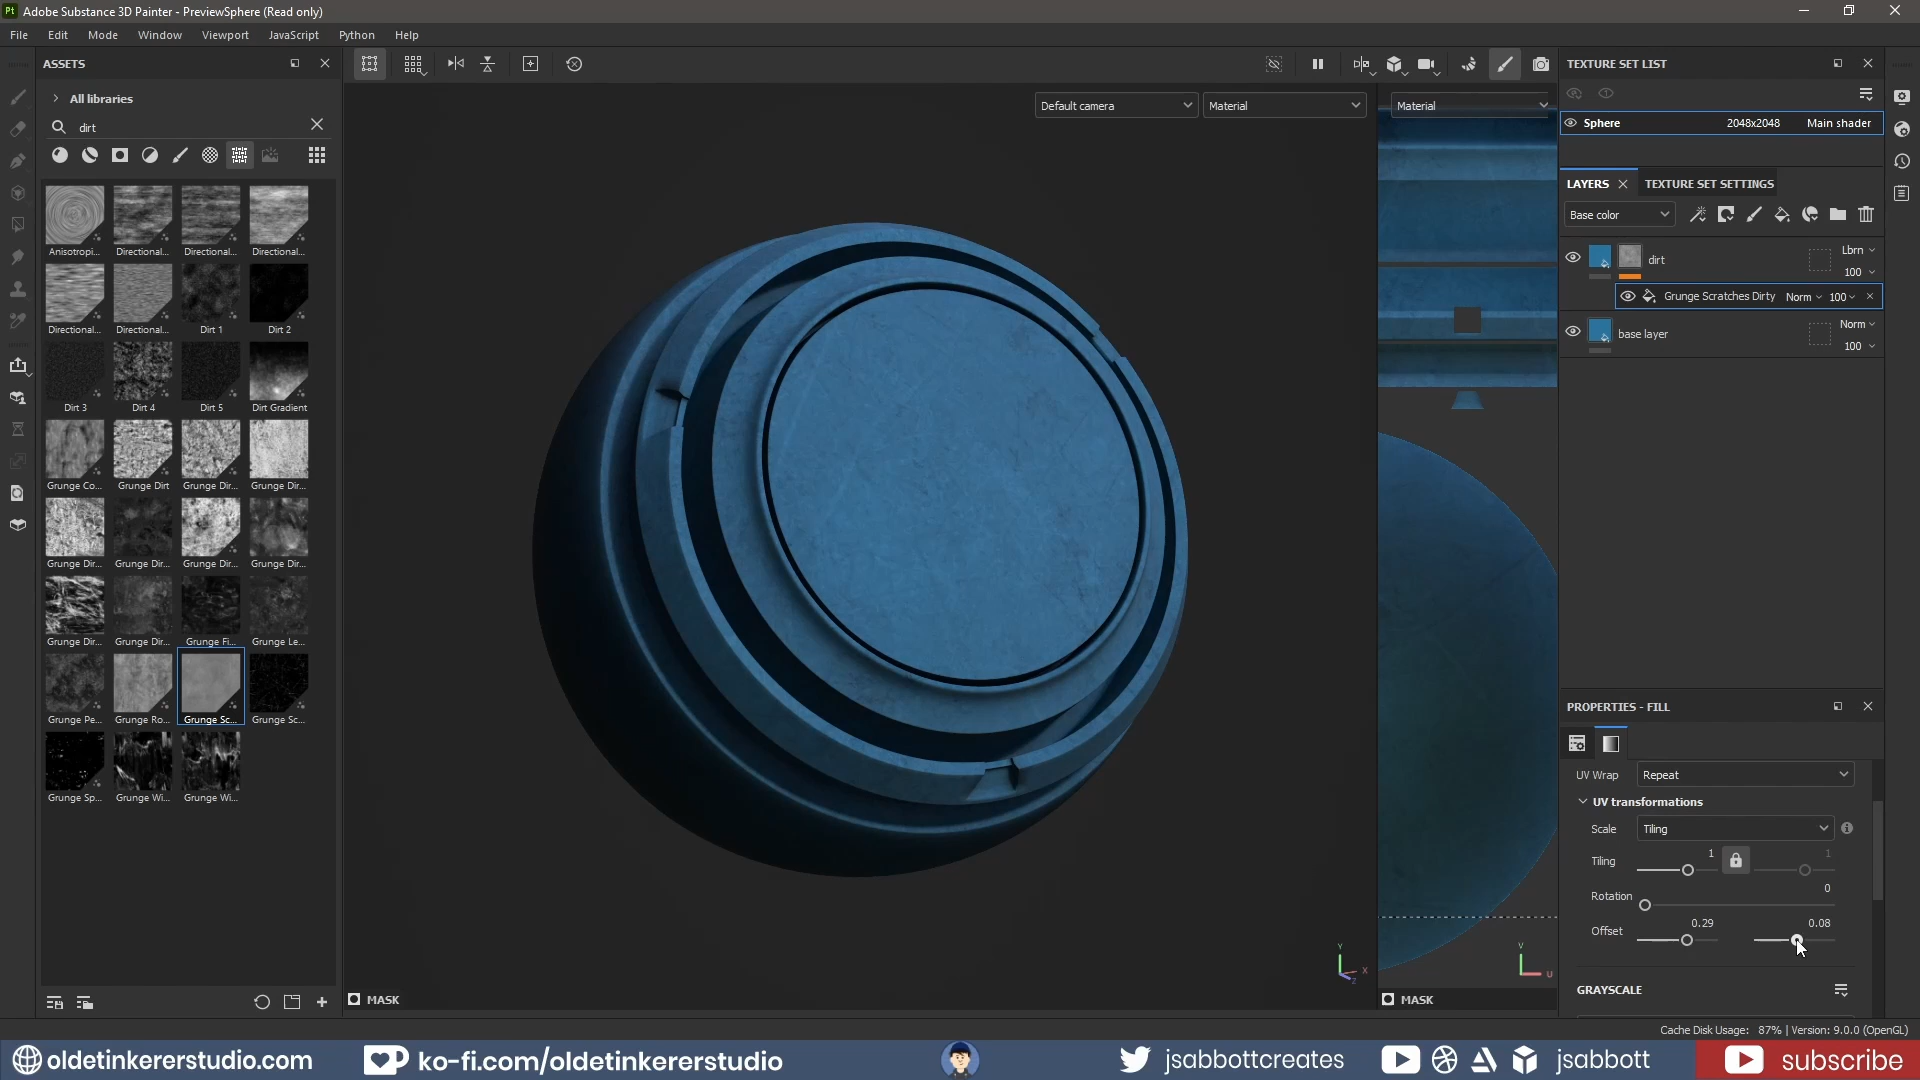 Pt Adobe Substance 3D Painter - PreviewSphere (Read only)
File Edit Mode Window Viewport JavaScript Python Help
ASSETS
All libraries
dirt
Anisotropi... Directional... Directional... Directional...
Directional... Directional... Dirt 1 Dirt 2
Dirt 3 Dirt 4 Dirt 5 Dirt Gradient
Grunge Co... Grunge Dirt Grunge Dir... Grunge Dir...
Grunge Dir... Grunge Dir... Grunge Dir... Grunge Dir...
Grunge Dir... Grunge Dir... Grunge Fi... Grunge Le...
Grunge Pe... Grunge Ro... Grunge Sc... Grunge Sc...
Grunge Sp... Grunge Wi... Grunge Wi...
Default camera Material Material
Y X Z
V U
MASK
MASK
TEXTURE SET LIST
Sphere 2048x2048 Main shader
LAYERS TEXTURE SET SETTINGS
Base color
dirt Lbrn
100
Grunge Scratches Dirty Norm 100
base layer Norm
100
PROPERTIES - FILL
UV Wrap Repeat
UV transformations
Scale Tiling
Tiling 1 1
Rotation 0
Offset 0.29 0.08
GRAYSCALE
Cache Disk Usage: 87% | Version: 9.0.0 (OpenGL)
oldetinkererstudio.com ko-fi.com/oldetinkererstudio jsabbottcreates jsabbott subscribe